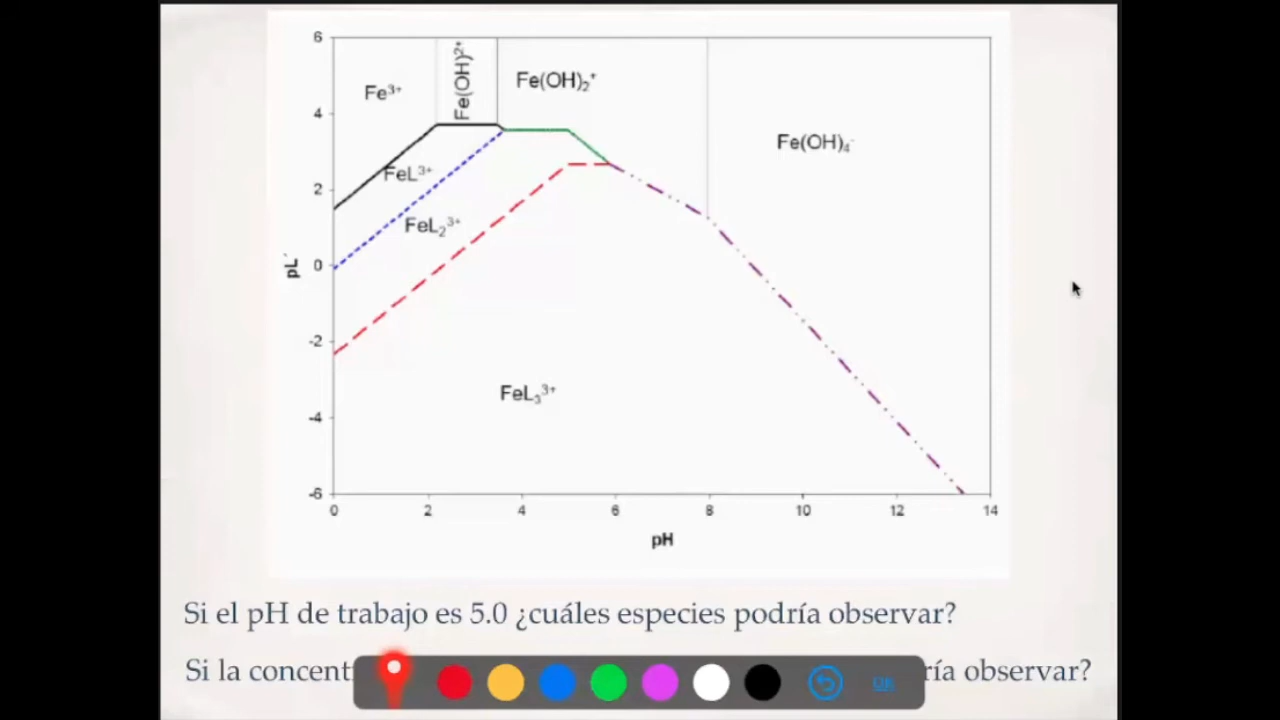 6
4
2
0
-2
-4
-6
pL´
Fe³⁺
Fe(OH)²⁺
Fe(OH)₂⁺
Fe(OH)₄⁻
FeL³⁺
FeL₂³⁺
FeL₃³⁺
0 2 4 6 8 10 12 14
pH
Si el pH de trabajo es 5.0 ¿cuáles especies podría observar?
Si la observar?